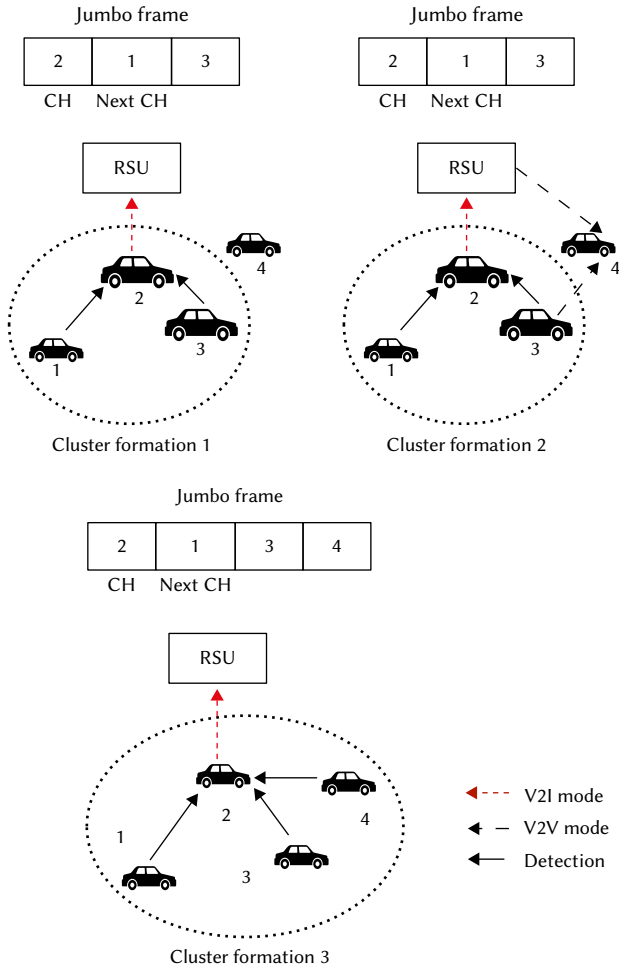 Jumbo frame
2 1 3
CH Next CH
RSU
4
2
3
1
Cluster formation 1
Jumbo frame
2 1 3
CH Next CH
RSU
4
2
3
1
Cluster formation 2
Jumbo frame
2 1 3 4
CH Next CH
RSU
2
4
1
3
Cluster formation 3
V2I mode
V2V mode
Detection